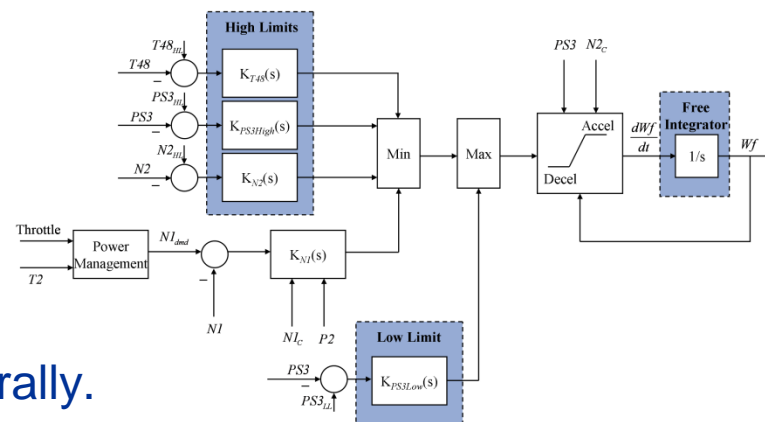 High Limits
T48HL
T48
−
KT48(s)
PS3HL
PS3
−
KPS3High(s)
N2HL
N2
−
KN2(s)
Min
Max
PS3
N2C
Accel
Decel
dWf
dt
Free
Integrator
1/s
Wf
Throttle
T2
Power
Management
N1dmd
−
N1
KN1(s)
N1C
P2
Low Limit
PS3
−
PS3LL
KPS3Low(s)
rally.